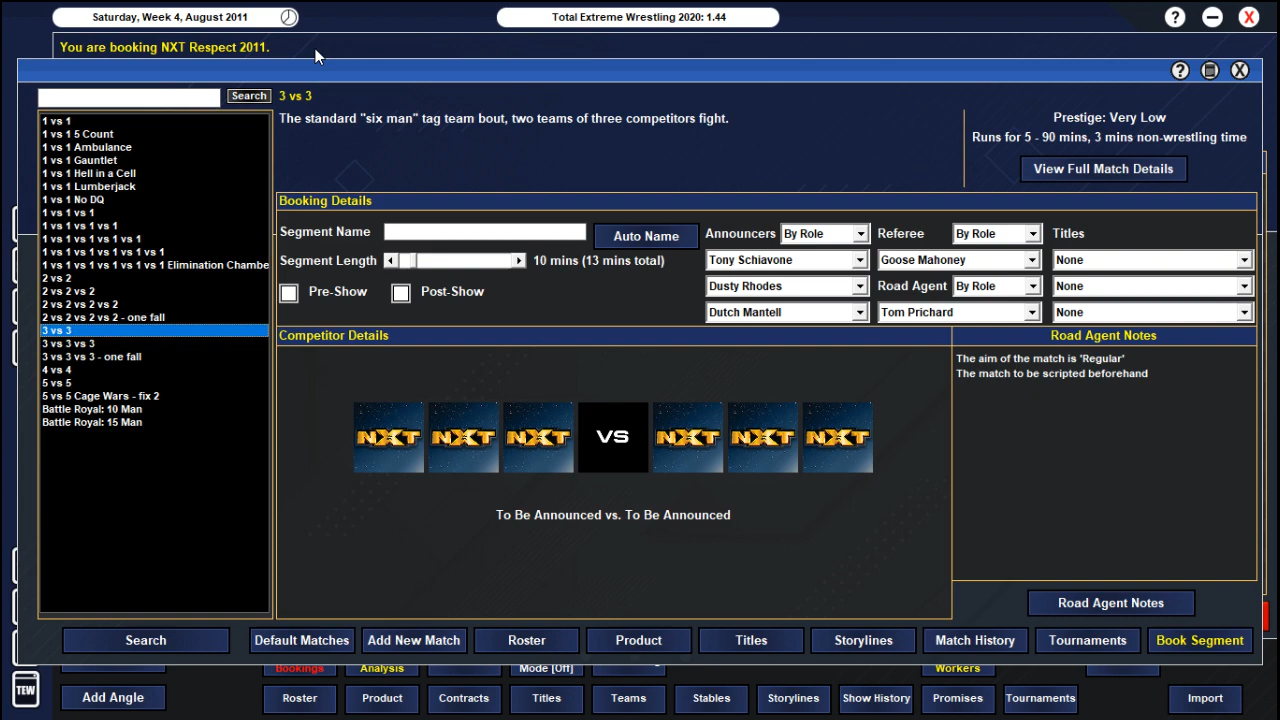 Saturday, Week 4, August 2011
Total Extreme Wrestling 2020: 1.44
? X
You are booking NXT Respect 2011.
? X
Search
3 vs 3
The standard "six man" tag team bout, two teams of three competitors fight.
Prestige: Very Low
Runs for 5 - 90 mins, 3 mins non-wrestling time
View Full Match Details
1 vs 1
1 vs 1 5 Count
1 vs 1 Ambulance
1 vs 1 Gauntlet
1 vs 1 Hell in a Cell
1 vs 1 Lumberjack
1 vs 1 No DQ
1 vs 1 vs 1
1 vs 1 vs 1 vs 1
1 vs 1 vs 1 vs 1 vs 1
1 vs 1 vs 1 vs 1 vs 1 vs 1
1 vs 1 vs 1 vs 1 vs 1 vs 1 Elimination Chambe
2 vs 2
2 vs 2 vs 2
2 vs 2 vs 2 vs 2
2 vs 2 vs 2 vs 2 - one fall
3 vs 3
3 vs 3 vs 3
3 vs 3 vs 3 - one fall
4 vs 4
5 vs 5
5 vs 5 Cage Wars - fix 2
Battle Royal: 10 Man
Battle Royal: 15 Man
Booking Details
Segment Name Auto Name Announcers By Role Referee By Role Titles
Segment Length 10 mins (13 mins total) Tony Schiavone Goose Mahoney None
Pre-Show Post-Show Dusty Rhodes Road Agent By Role None
Dutch Mantell Tom Prichard None
Competitor Details
Road Agent Notes
The aim of the match is 'Regular'
The match to be scripted beforehand
NXT NXT NXT VS NXT NXT NXT
To Be Announced vs. To Be Announced
Road Agent Notes
Search Default Matches Add New Match Roster Product Titles Storylines Match History Tournaments Book Segment
Bookings Analysis Mode [Off] Workers
TEW Add Angle Roster Product Contracts Titles Teams Stables Storylines Show History Promises Tournaments Import